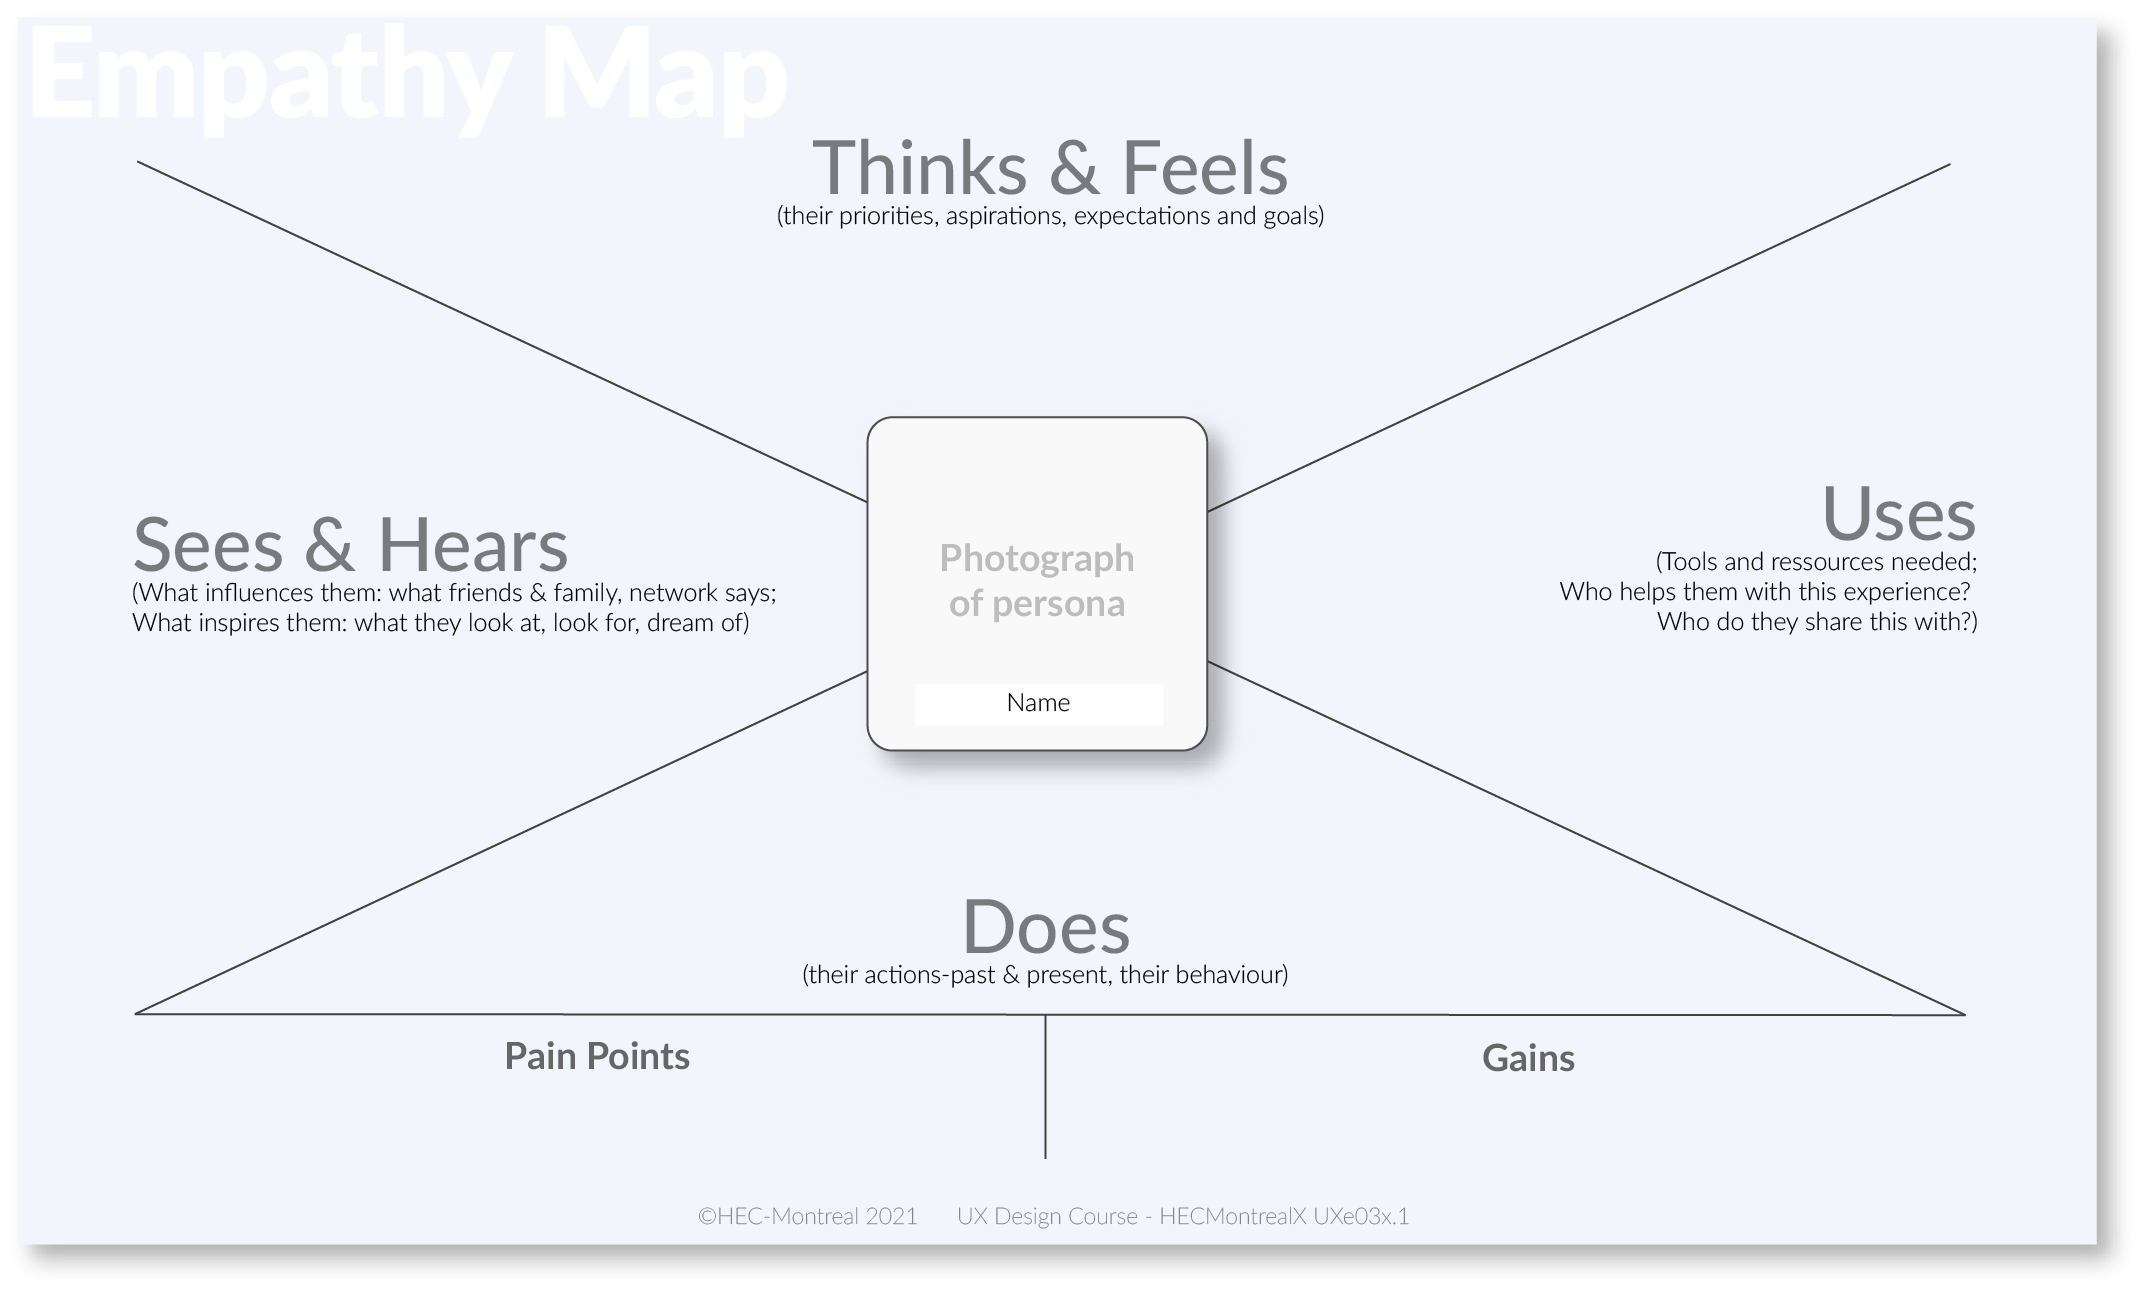 Empathy Map
Thinks & Feels
(their priorities, aspirations, expectations and goals)
Sees & Hears
(What influences them: what friends & family, network says;
What inspires them: what they look at, look for, dream of)
Photograph
of persona
Name
Uses
(Tools and ressources needed;
Who helps them with this experience?
Who do they share this with?)
Does
(their actions-past & present, their behaviour)
Pain Points
Gains
©HEC-Montreal 2021 UX Design Course - HECMontrealX UXe03x.1